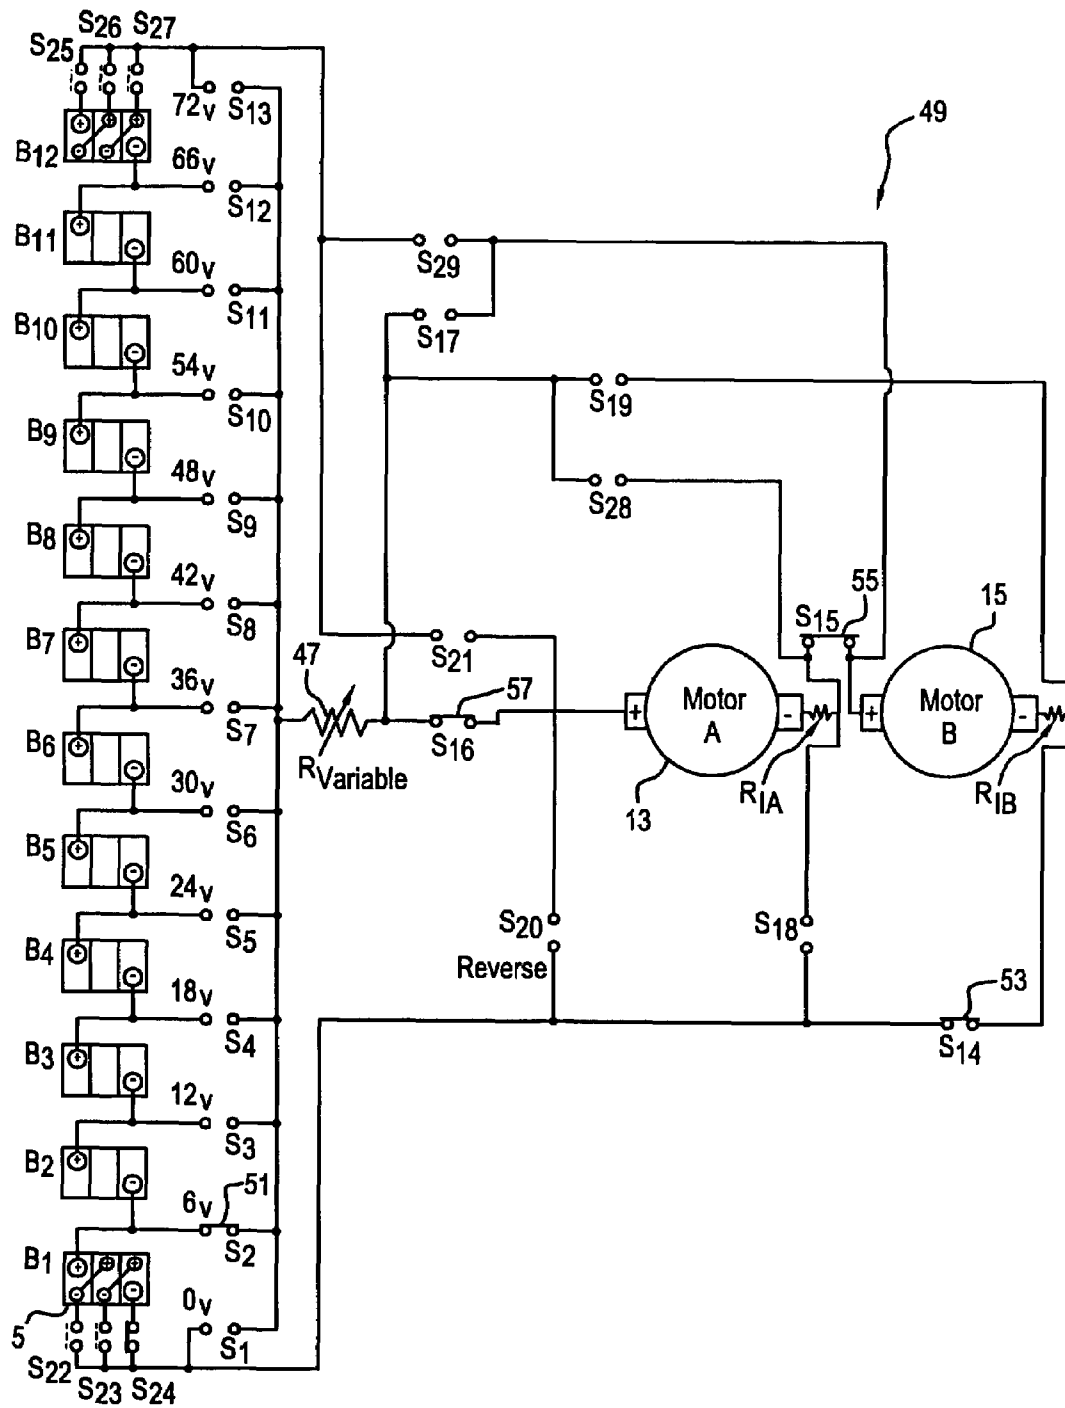 S26 S27
S25
72V S13
B12
66V
S12
49
B11
60V
S29
S11
B10
S17
54V
S19
S10
B9
48V
S28
S9
B8
42V
S8
55
S15
15
B7
S21
47
57
36V
Motor A
Motor B
+ - + -
S7
S16
RVariable
B6
RIA
RIB
13
30V
S6
B5
24V
S20
S18
S5
Reverse
B4
53
18V
S4
S14
B3
12V
S3
B2
51
6V
S2
B1
0V
5
S1
S22
S23 S24